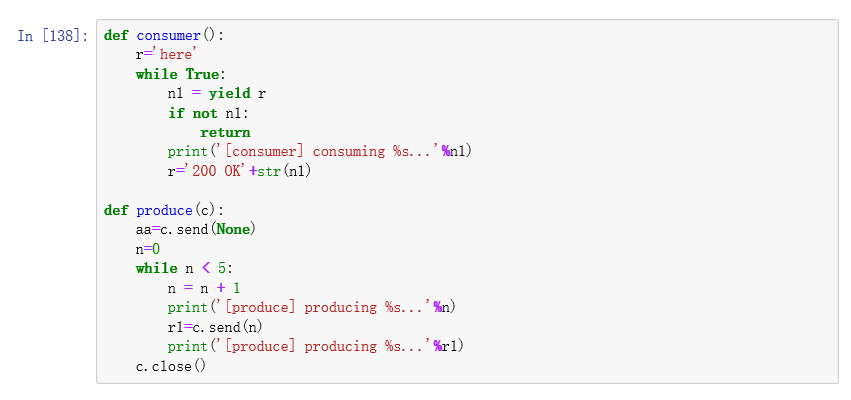 In [138]: def consumer():
    r='here'
    while True:
        n1 = yield r
        if not n1:
            return
        print('[consumer] consuming %s...'%n1)
        r='200 OK'+str(n1)

def produce(c):
    aa=c.send(None)
    n=0
    while n < 5:
        n = n + 1
        print('[produce] producing %s...'%n)
        r1=c.send(n)
        print('[produce] producing %s...'%r1)
    c.close()